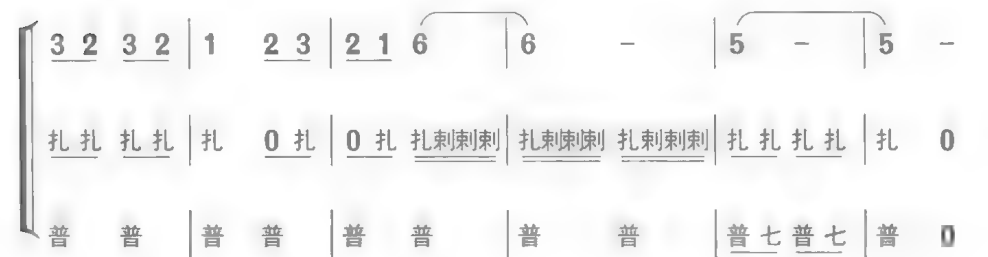 3 2 3 2 | 1 2 3 | 2 1 6 | 6 - | 5 - | 5 -
扎 扎 扎 扎 | 扎 0 扎 | 0 扎 扎剌剌剌 | 扎剌剌剌 扎剌剌剌 | 扎 扎 扎 扎 | 扎 0
普 普 | 普 普 | 普 普 | 普 普 | 普 七 普 七 | 普 0